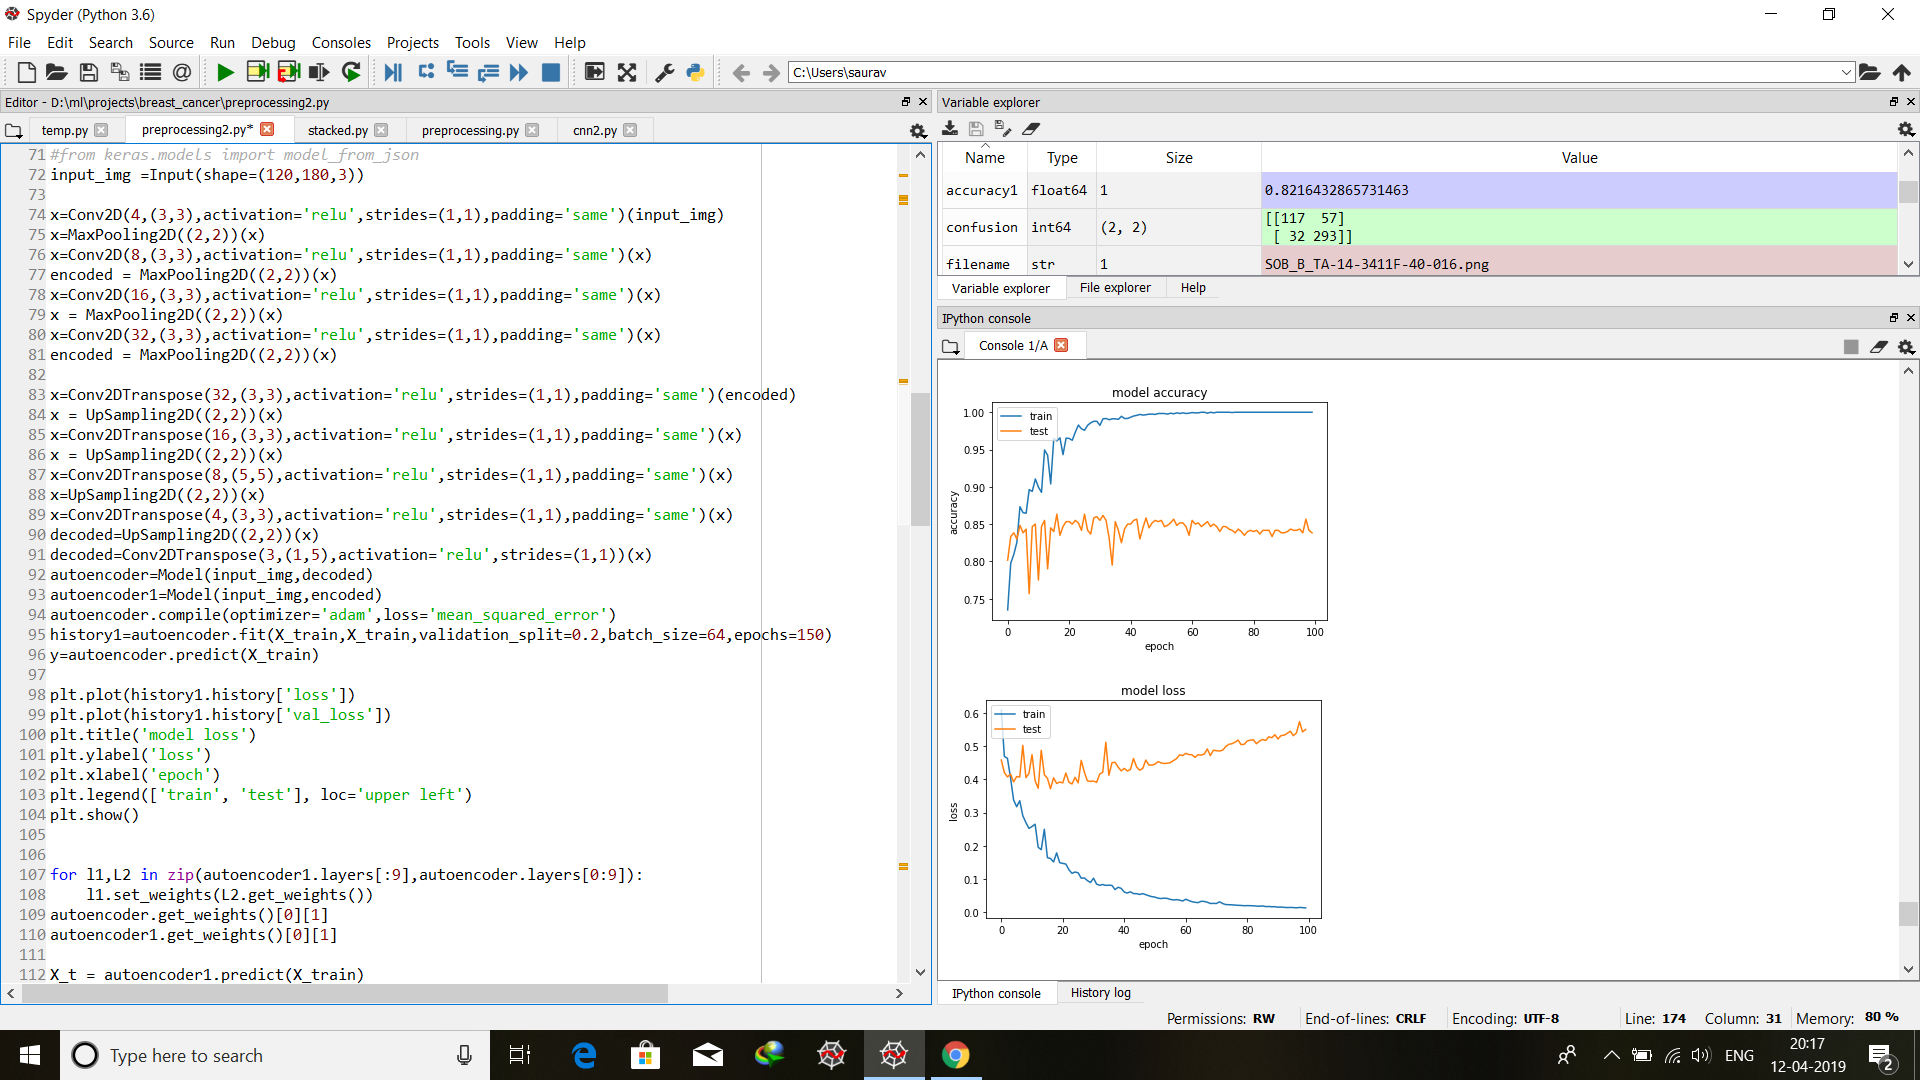 Spyder (Python 3.6)
File Edit Search Source Run Debug Consoles Projects Tools View Help
C:\Users\saurav
Editor - D:\ml\projects\breast_cancer\preprocessing2.py
temp.py preprocessing2.py* stacked.py preprocessing.py cnn2.py
71 #from keras.models import model_from_json
72 input_img =Input(shape=(120,180,3))
73
74 x=Conv2D(4,(3,3),activation='relu',strides=(1,1),padding='same')(input_img)
75 x=MaxPooling2D((2,2))(x)
76 x=Conv2D(8,(3,3),activation='relu',strides=(1,1),padding='same')(x)
77 encoded = MaxPooling2D((2,2))(x)
78 x=Conv2D(16,(3,3),activation='relu',strides=(1,1),padding='same')(x)
79 x = MaxPooling2D((2,2))(x)
80 x=Conv2D(32,(3,3),activation='relu',strides=(1,1),padding='same')(x)
81 encoded = MaxPooling2D((2,2))(x)
82
83 x=Conv2DTranspose(32,(3,3),activation='relu',strides=(1,1),padding='same')(encoded)
84 x = UpSampling2D((2,2))(x)
85 x=Conv2DTranspose(16,(3,3),activation='relu',strides=(1,1),padding='same')(x)
86 x = UpSampling2D((2,2))(x)
87 x=Conv2DTranspose(8,(5,5),activation='relu',strides=(1,1),padding='same')(x)
88 x=UpSampling2D((2,2))(x)
89 x=Conv2DTranspose(4,(3,3),activation='relu',strides=(1,1),padding='same')(x)
90 decoded=UpSampling2D((2,2))(x)
91 decoded=Conv2DTranspose(3,(1,5),activation='relu',strides=(1,1))(x)
92 autoencoder=Model(input_img,decoded)
93 autoencoder1=Model(input_img,encoded)
94 autoencoder.compile(optimizer='adam',loss='mean_squared_error')
95 history1=autoencoder.fit(X_train,X_train,validation_split=0.2,batch_size=64,epochs=150)
96 y=autoencoder.predict(X_train)
97
98 plt.plot(history1.history['loss'])
99 plt.plot(history1.history['val_loss'])
100 plt.title('model loss')
101 plt.ylabel('loss')
102 plt.xlabel('epoch')
103 plt.legend(['train', 'test'], loc='upper left')
104 plt.show()
105
106
107 for l1,L2 in zip(autoencoder1.layers[:9],autoencoder.layers[0:9]):
108 l1.set_weights(L2.get_weights())
109 autoencoder.get_weights()[0][1]
110 autoencoder1.get_weights()[0][1]
111
112 X_t = autoencoder1.predict(X_train)
Variable explorer
Name Type Size Value
accuracy1 float64 1 0.8216432865731463
confusion int64 (2, 2) [[117 57]
[ 32 293]]
filename str 1 SOB_B_TA-14-3411F-40-016.png
Variable explorer File explorer Help
IPython console
Console 1/A
model accuracy
train
test
1.00
0.95
0.90
0.85
0.80
0.75
accuracy
0 20 40 60 80 100
epoch
model loss
train
test
0.6
0.5
0.4
0.3
0.2
0.1
0.0
loss
0 20 40 60 80 100
epoch
IPython console History log
Permissions: RW End-of-lines: CRLF Encoding: UTF-8 Line: 174 Column: 31 Memory: 80 %
Type here to search
ENG
20:17
12-04-2019
2